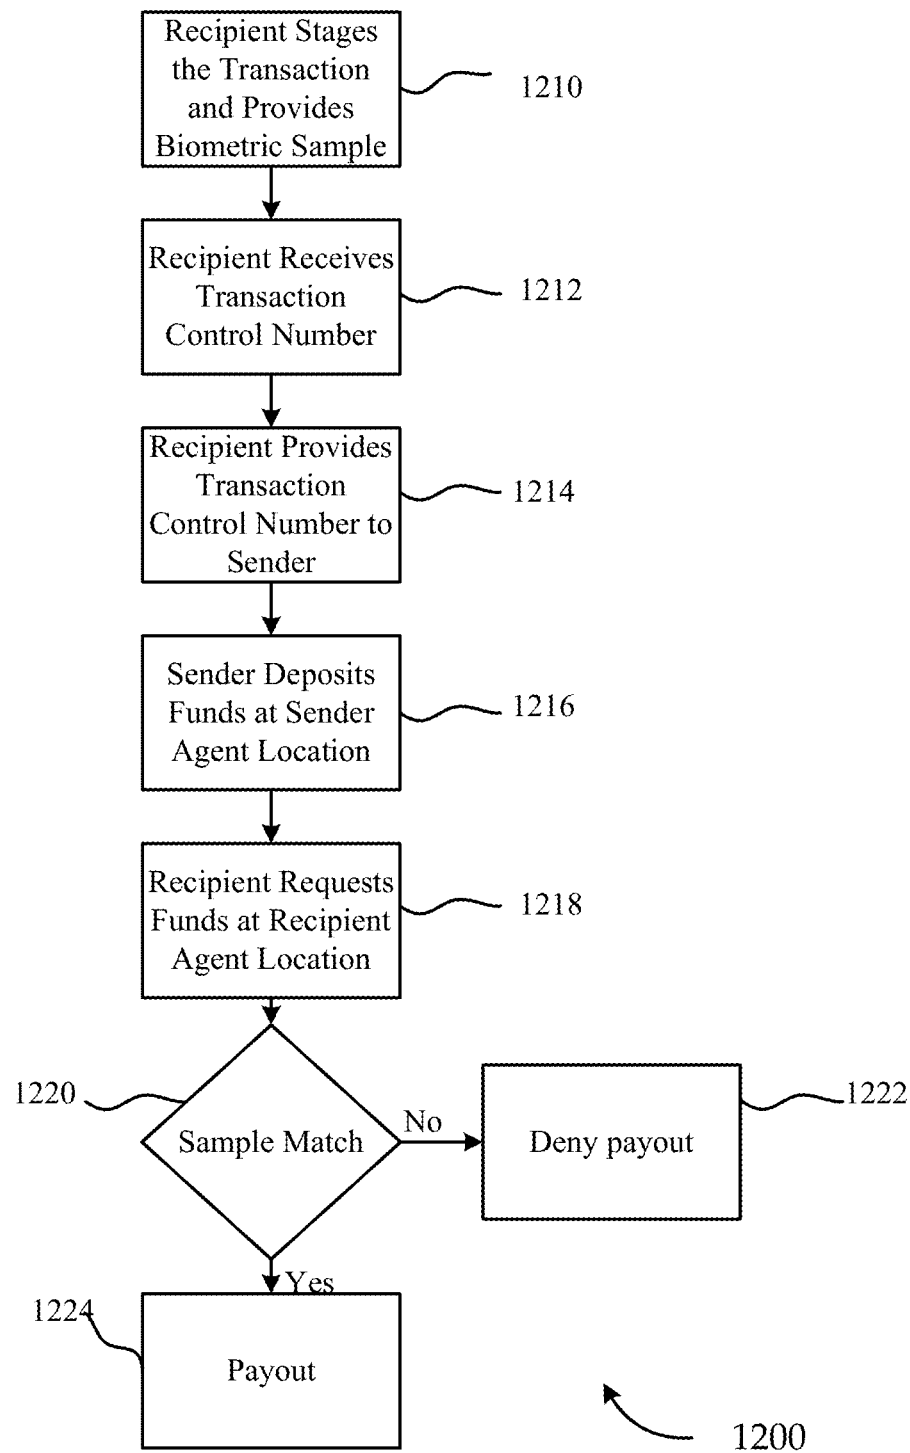 Recipient Stages
the Transaction
and Provides
Biometric Sample
1210
Recipient Receives
Transaction
Control Number
1212
Recipient Provides
Transaction
Control Number to
Sender
1214
Sender Deposits
Funds at Sender
Agent Location
1216
Recipient Requests
Funds at Recipient
Agent Location
1218
1220
Sample Match
No
Deny payout
1222
Yes
1224
Payout
1200